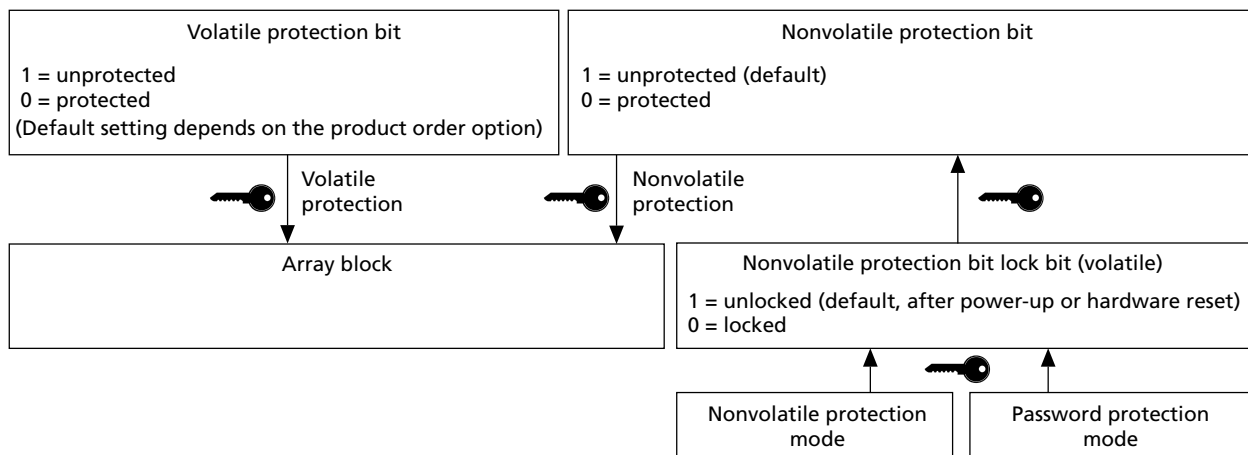 Volatile protection bit
1 = unprotected
0 = protected
(Default setting depends on the product order option)
Nonvolatile protection bit
1 = unprotected (default)
0 = protected
Volatile
protection
Nonvolatile
protection
Array block
Nonvolatile protection bit lock bit (volatile)
1 = unlocked (default, after power-up or hardware reset)
0 = locked
Nonvolatile protection
mode
Password protection
mode